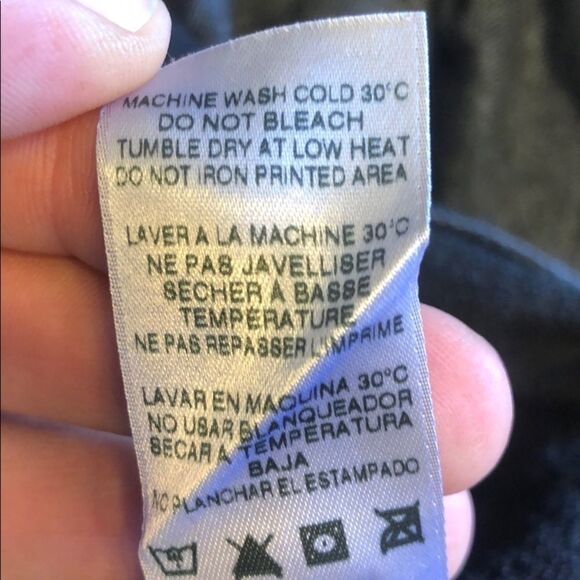 MACHINE WASH COLD 30°C
DO NOT BLEACH
TUMBLE DRY AT LOW HEAT
DO NOT IRON PRINTED AREA
LAVER A LA MACHINE 30°C
NE PAS JAVELLISER
SECHER A BASSE
TEMPERATURE
NE PAS REPASSER L'IMPRIME
LAVAR EN MAQUINA 30°C
NO USAR BLANQUEADOR
SECAR A TEMPERATURA
BAJA
NO PLANCHAR EL ESTAMPADO